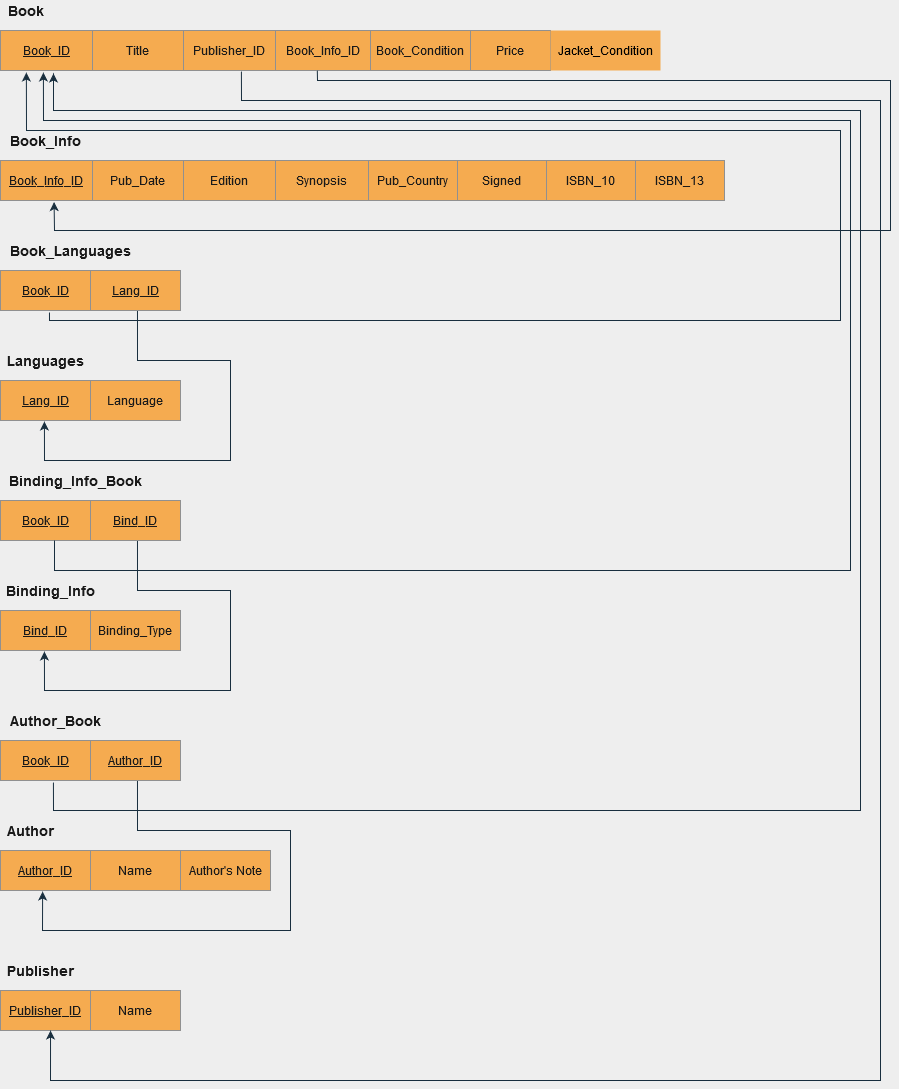 Book
Book_ID Title Publisher_ID Book_Info_ID Book_Condition Price Jacket_Condition
Book_Info
Book_Info_ID Pub_Date Edition Synopsis Pub_Country Signed ISBN_10 ISBN_13
Book_Languages
Book_ID Lang_ID
Languages
Lang_ID Language
Binding_Info_Book
Book_ID Bind_ID
Binding_Info
Bind_ID Binding_Type
Author_Book
Book_ID Author_ID
Author
Author_ID Name Author's Note
Publisher
Publisher_ID Name